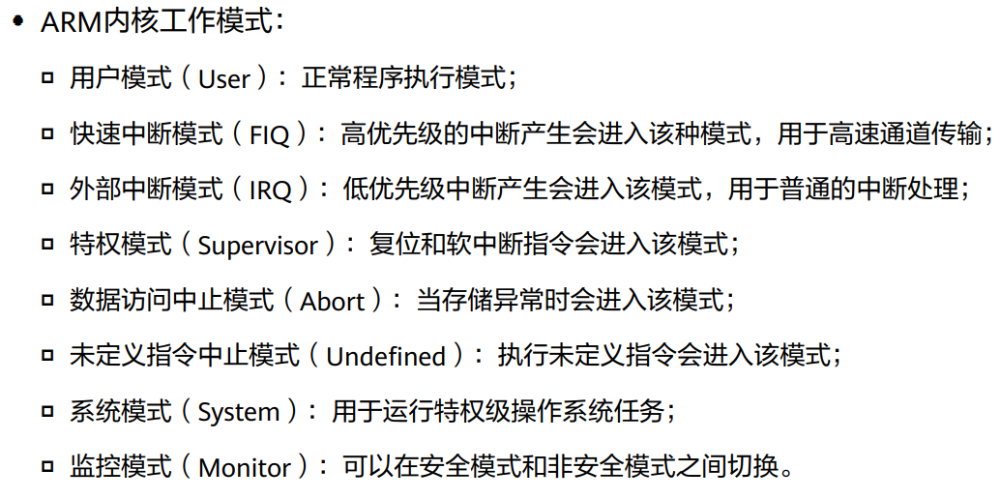 • ARM内核工作模式：
▫ 用户模式（User）：正常程序执行模式；
▫ 快速中断模式（FIQ）：高优先级的中断产生会进入该种模式，用于高速通道传输；
▫ 外部中断模式（IRQ）：低优先级中断产生会进入该模式，用于普通的中断处理；
▫ 特权模式（Supervisor）：复位和软中断指令会进入该模式；
▫ 数据访问中止模式（Abort）：当存储异常时会进入该模式；
▫ 未定义指令中止模式（Undefined）：执行未定义指令会进入该模式；
▫ 系统模式（System）：用于运行特权级操作系统任务；
▫ 监控模式（Monitor）：可以在安全模式和非安全模式之间切换。